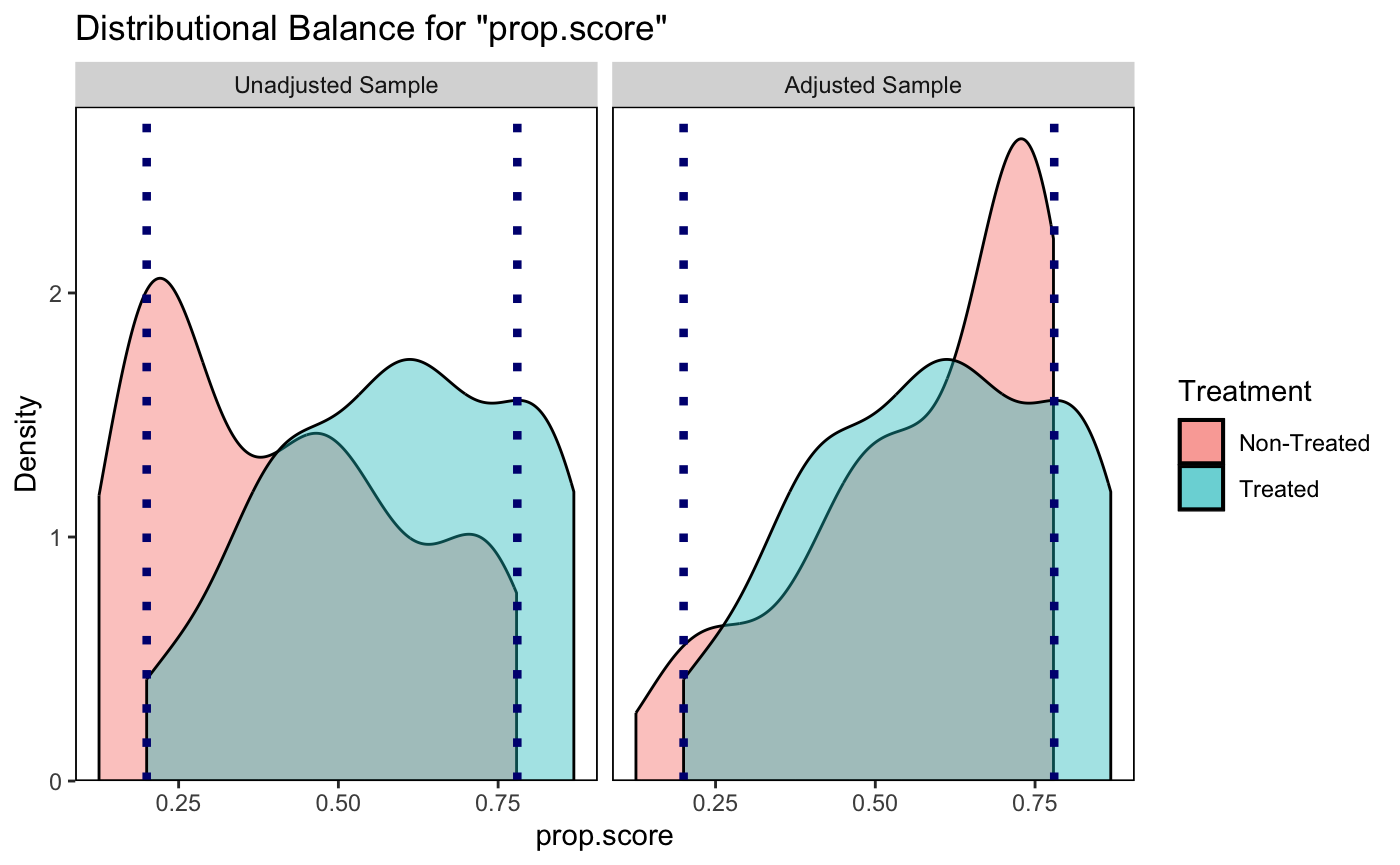 Distributional Balance for "prop.score"
Unadjusted Sample
Adjusted Sample
Density
2
1
0
0.25
0.50
0.75
0.25
0.50
0.75
prop.score
Treatment
Non-Treated
Treated